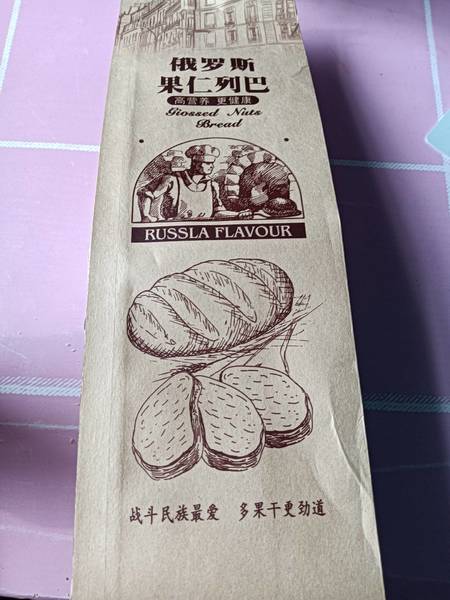 俄罗斯
果仁列巴
高营养 更健康
Giossed Nuts
Bread
RUSSLA FLAVOUR
战斗民族最爱 多果干更劲道